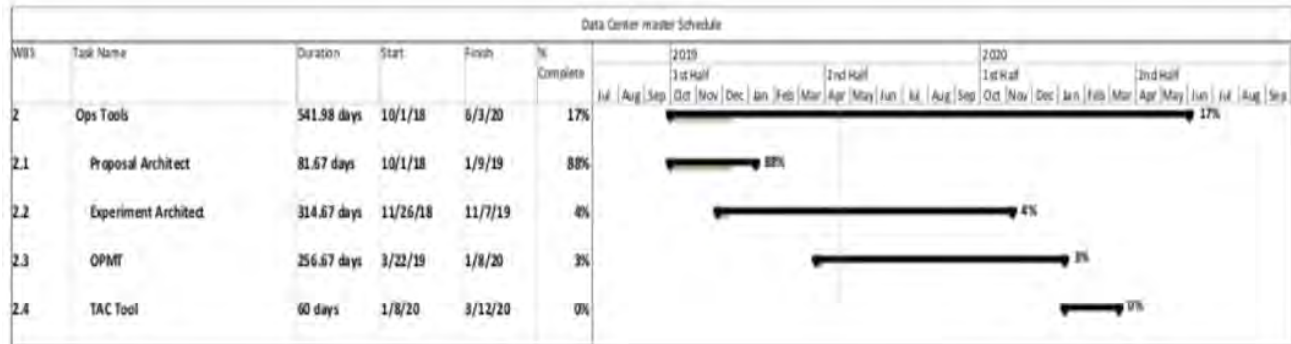 Data Center master Schedule
WBS Task Name Duration Start Finish % Complete
2019 2020
1st Half 2nd Half 1st Half 2nd Half
Jul Aug Sep Oct Nov Dec Jan Feb Mar Apr May Jun Jul Aug Sep Oct Nov Dec Jan Feb Mar Apr May Jun Jul Aug Sep
2 Ops Tools 541.98 days 10/1/18 6/3/20 17% 17%
2.1 Proposal Architect 81.67 days 10/1/18 1/9/19 88% 88%
2.2 Experiment Architect 314.67 days 11/26/18 11/7/19 4% 4%
2.3 OPMT 256.67 days 3/22/19 1/8/20 3% 3%
2.4 TAC Tool 60 days 1/8/20 3/12/20 0% 0%